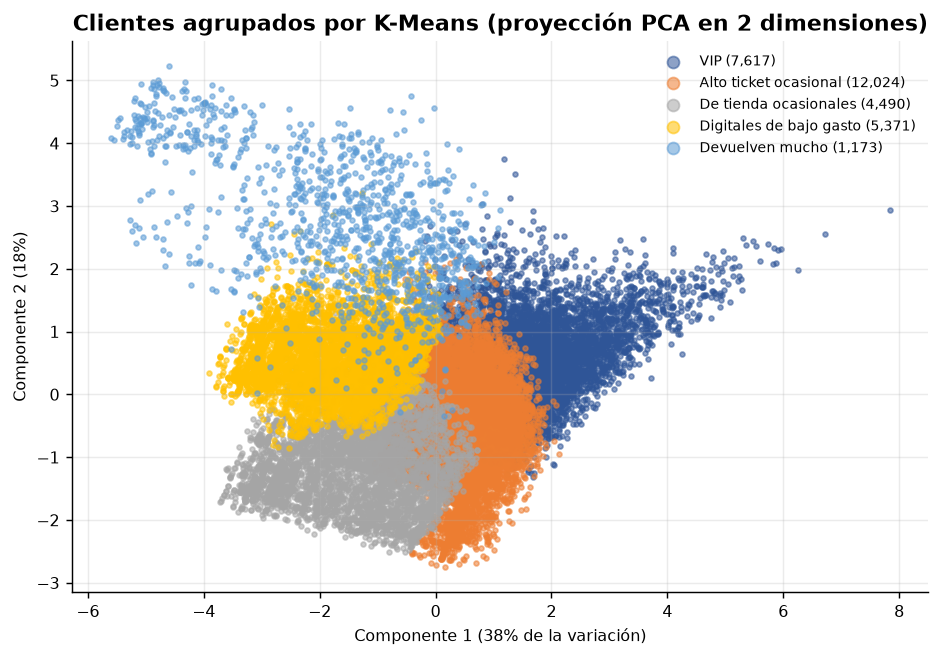 Clientes agrupados por K-Means (proyección PCA en 2 dimensiones)
VIP (7,617)
Alto ticket ocasional (12,024)
De tienda ocasionales (4,490)
Digitales de bajo gasto (5,371)
Devuelven mucho (1,173)
Componente 2 (18%)
5
4
3
2
1
0
−1
−2
−3
−6 −4 −2 0 2 4 6 8
Componente 1 (38% de la variación)